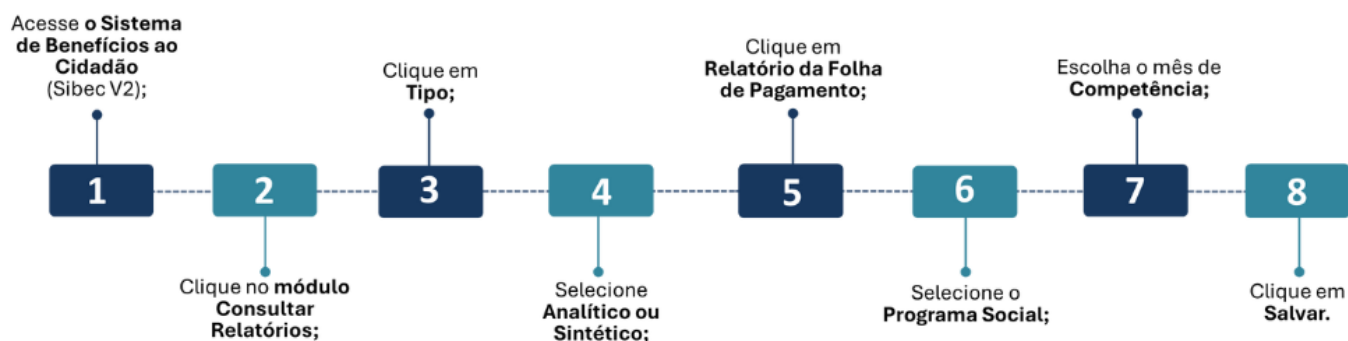 Acesse o Sistema
de Benefícios ao
Cidadão
(Sibec V2);
1
Clique no módulo
Consultar
Relatórios;
2
Clique em
Tipo;
3
Selecione
Analítico ou
Sintético;
4
Clique em
Relatório da Folha
de Pagamento;
5
Selecione o
Programa Social;
6
Escolha o mês de
Competência;
7
Clique em
Salvar.
8